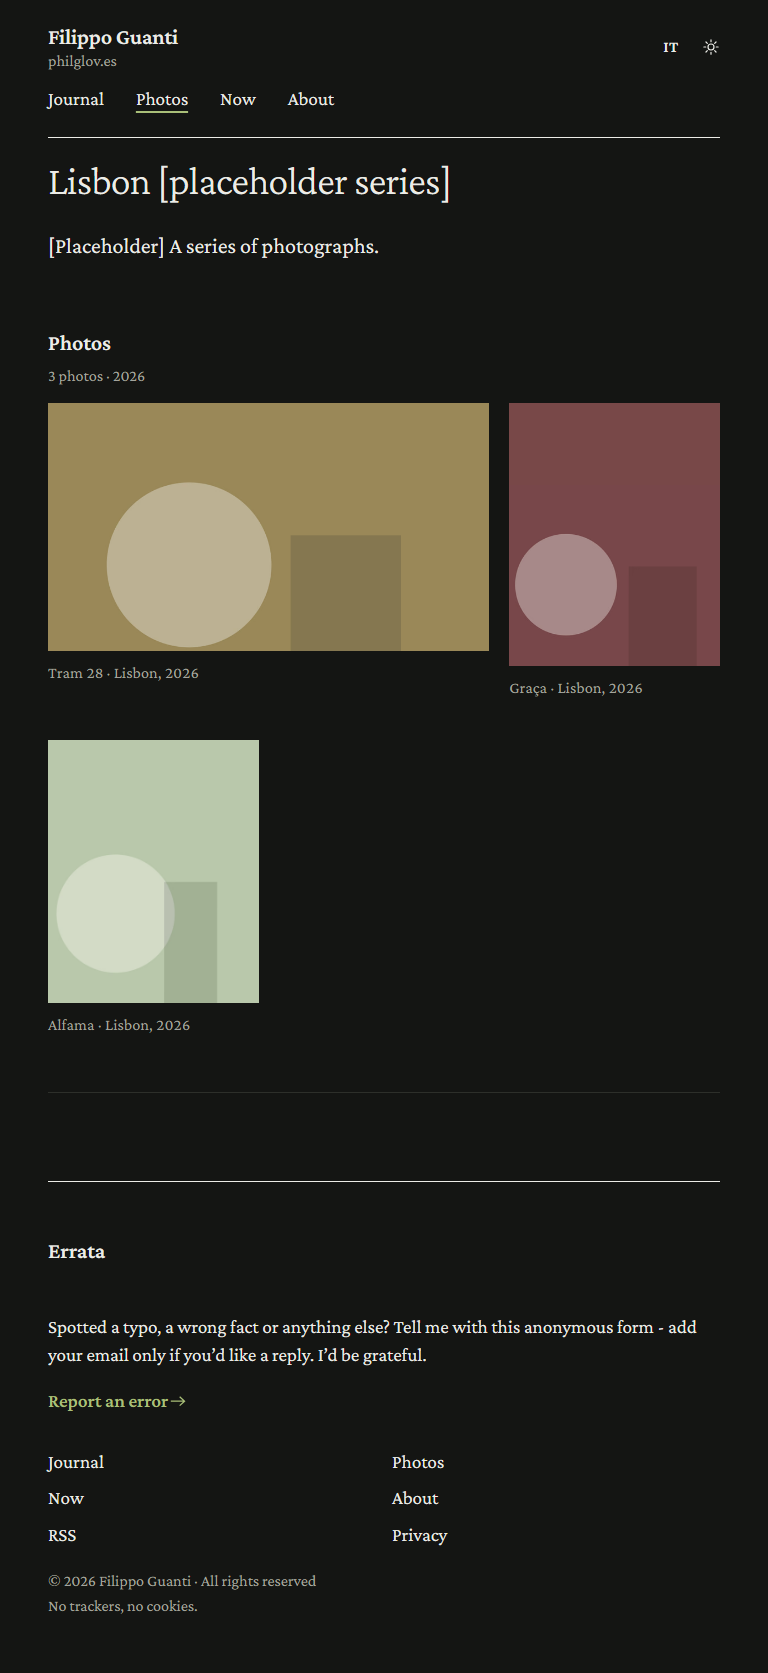 Filippo Guanti
philglov.es
IT
Journal Photos Now About
Lisbon [placeholder series]
[Placeholder] A series of photographs.
Photos
3 photos · 2026
Tram 28 · Lisbon, 2026
Graça · Lisbon, 2026
Alfama · Lisbon, 2026
Errata
Spotted a typo, a wrong fact or anything else? Tell me with this anonymous form - add
your email only if you’d like a reply. I’d be grateful.
Report an error→
Journal
Photos
Now
About
RSS
Privacy
© 2026 Filippo Guanti · All rights reserved
No trackers, no cookies.